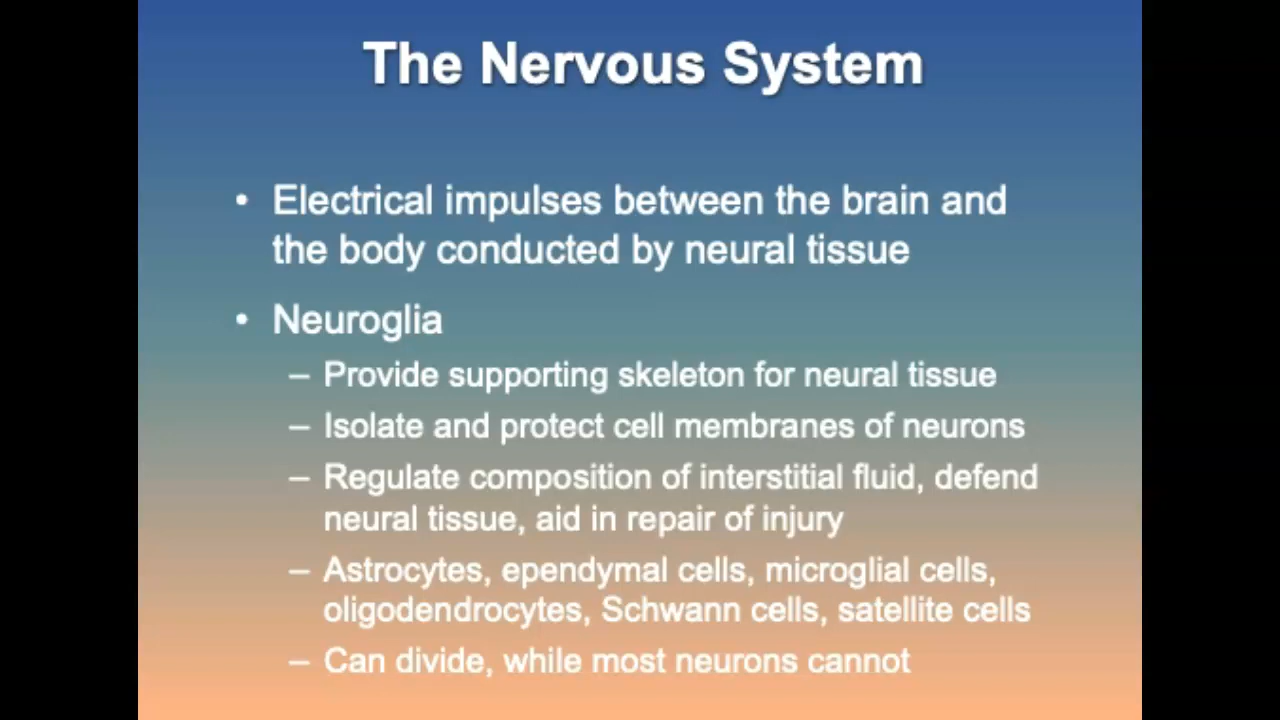 The Nervous System
• Electrical impulses between the brain and
the body conducted by neural tissue
• Neuroglia
– Provide supporting skeleton for neural tissue
– Isolate and protect cell membranes of neurons
– Regulate composition of interstitial fluid, defend
neural tissue, aid in repair of injury
– Astrocytes, ependymal cells, microglial cells,
oligodendrocytes, Schwann cells, satellite cells
– Can divide, while most neurons cannot